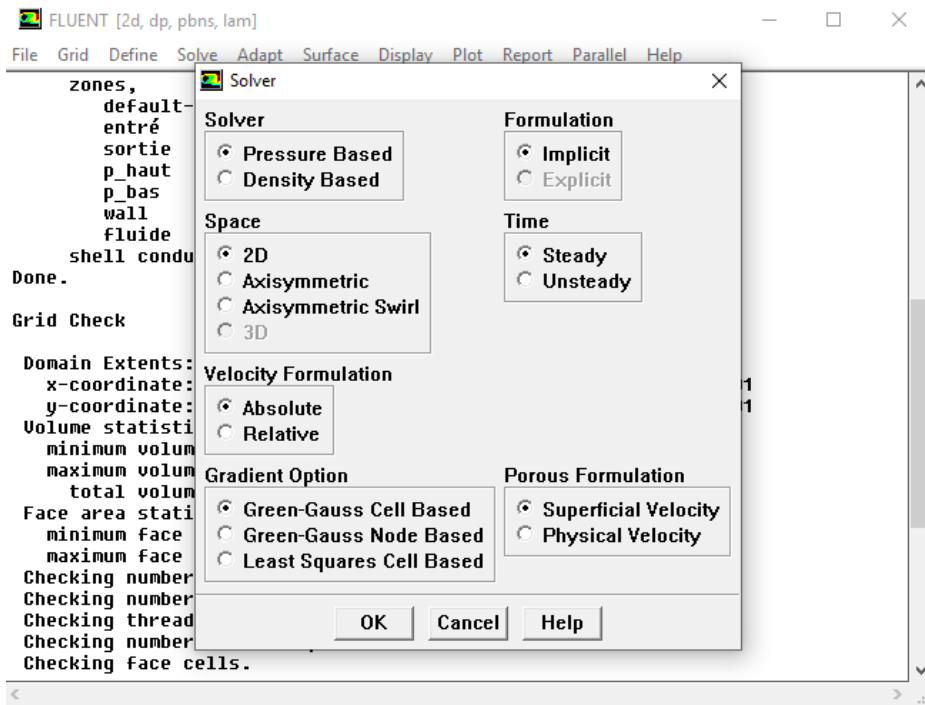 FLUENT [2d, dp, pbns, lam]
File Grid Define Solve Adapt Surface Display Plot Report Parallel Help
zones,
default-
entré
sortie
p_haut
p_bas
wall
fluide
shell condu
Done.
Grid Check
Domain Extents:
x-coordinate:
y-coordinate:
Volume statisti
minimum volum
maximum volum
total volum
Face area stati
minimum face
maximum face
Checking number
Checking number
Checking thread
Checking number
Checking face cells.
Solver
Solver
Pressure Based
Density Based
Formulation
Implicit
Explicit
Space
2D
Axisymmetric
Axisymmetric Swirl
3D
Time
Steady
Unsteady
Velocity Formulation
Absolute
Relative
Gradient Option
Green-Gauss Cell Based
Green-Gauss Node Based
Least Squares Cell Based
Porous Formulation
Superficial Velocity
Physical Velocity
OK Cancel Help